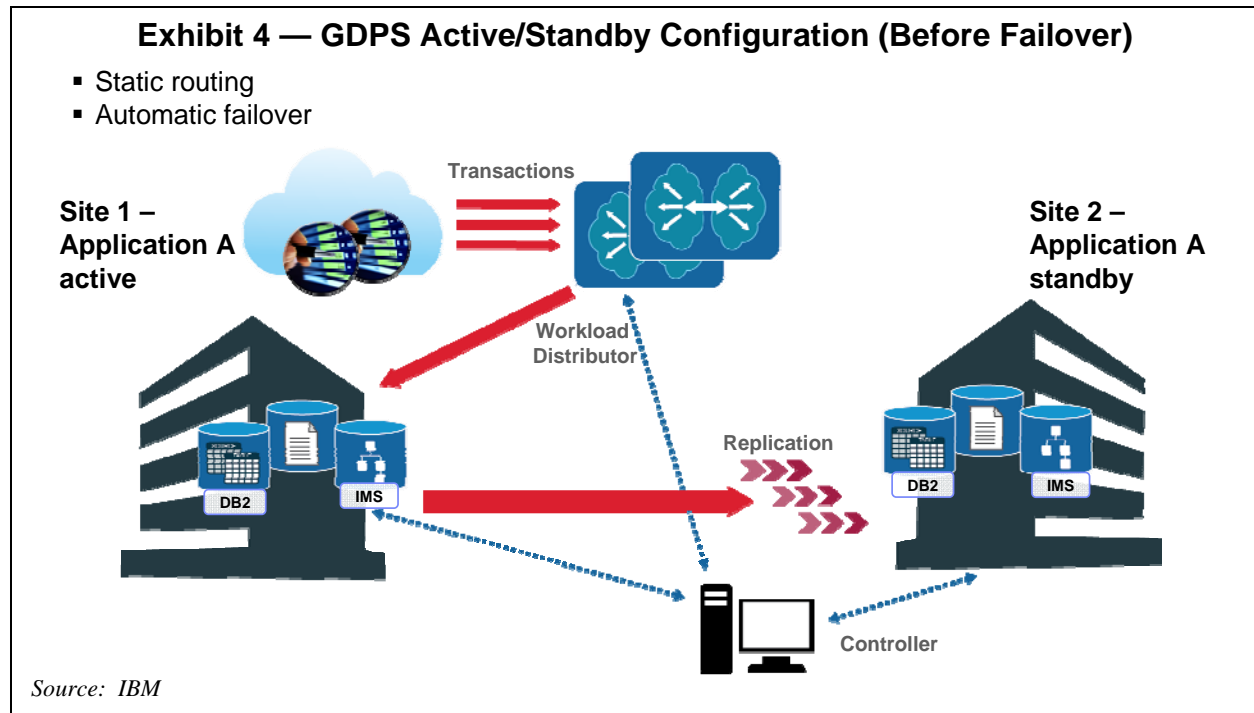 Exhibit 4 — GDPS Active/Standby Configuration (Before Failover)
▪ Static routing
▪ Automatic failover
Transactions
Site 1 –
Application A
active
Site 2 –
Application A
standby
Workload
Distributor
Replication
DB2
IMS
DB2
IMS
Controller
Source: IBM